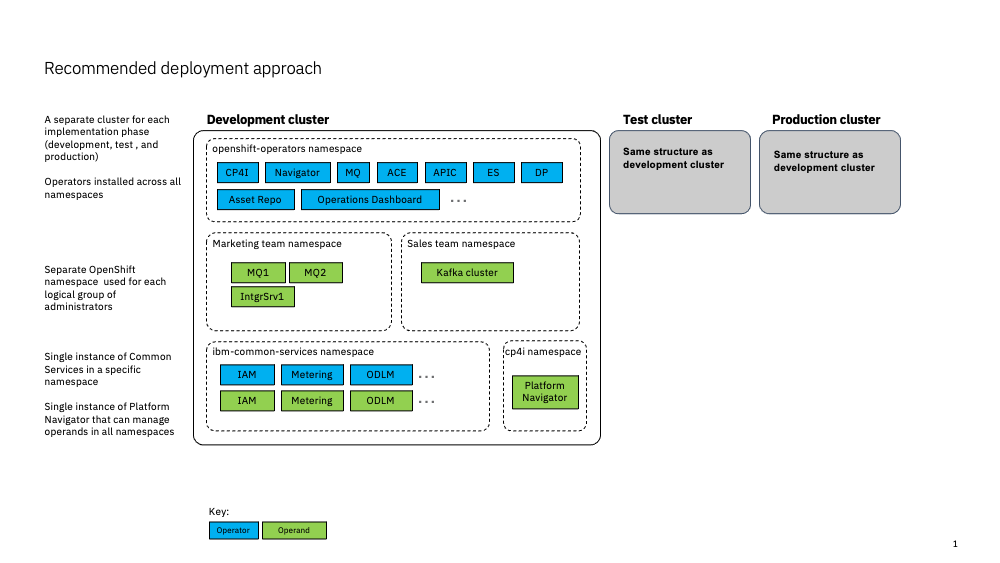 Recommended deployment approach
A separate cluster for each
implementation phase
(development, test , and
production)
Operators installed across all
namespaces
Separate OpenShift
namespace used for each
logical group of
administrators
Single instance of Common
Services in a specific
namespace
Single instance of Platform
Navigator that can manage
operands in all namespaces
Development cluster
openshift-operators namespace
CP4I Navigator MQ ACE APIC ES DP
Asset Repo Operations Dashboard ...
Marketing team namespace
MQ1 MQ2
IntgrSrv1
Sales team namespace
Kafka cluster
ibm-common-services namespace
IAM Metering ODLM ...
IAM Metering ODLM ...
cp4i namespace
Platform
Navigator
Test cluster
Same structure as
development cluster
Production cluster
Same structure as
development cluster
Key:
Operator Operand
1